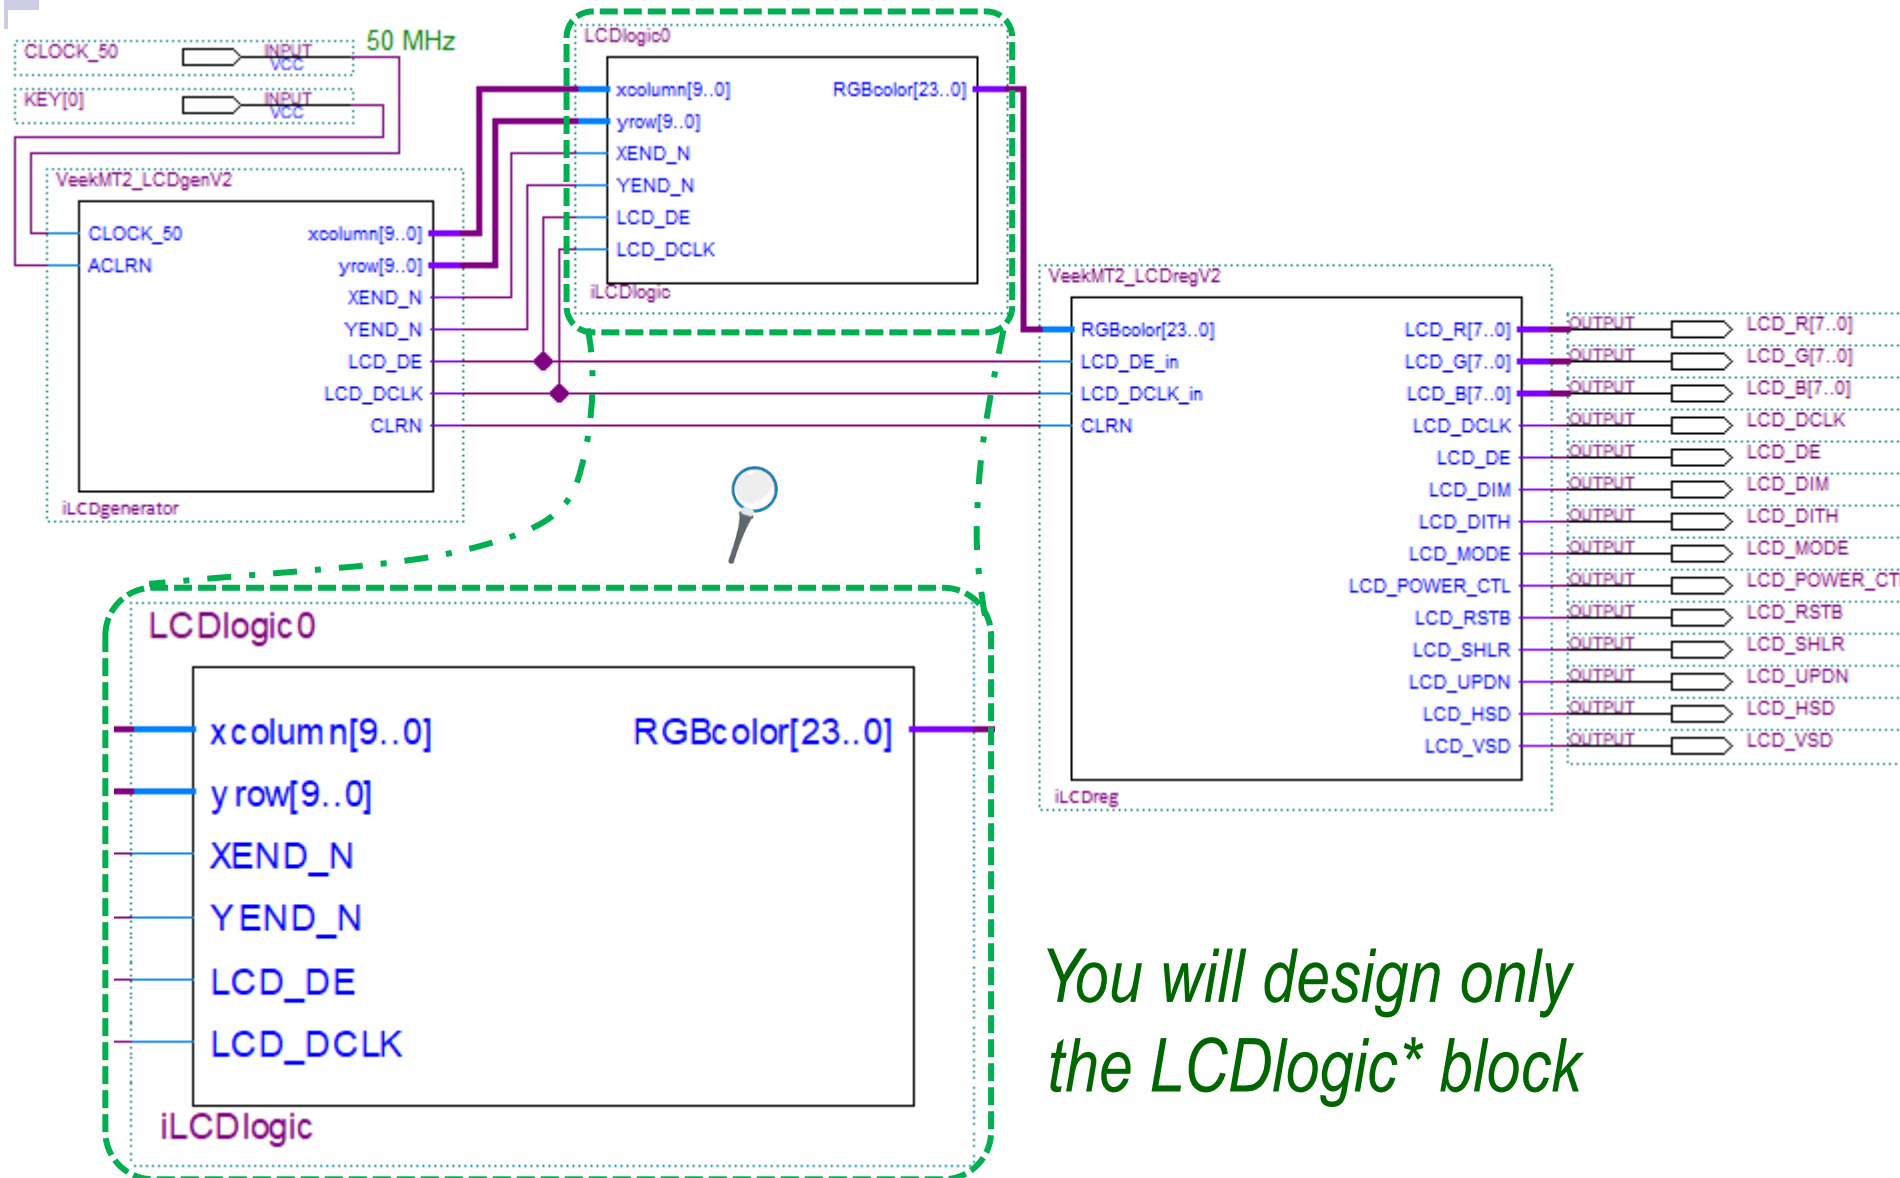 CLOCK_50
INPUT
VCC
50 MHz
KEY[0]
INPUT
VCC
VeekMT2_LCDgenV2
CLOCK_50
ACLRN
xcolumn[9..0]
yrow[9..0]
XEND_N
YEND_N
LCD_DE
LCD_DCLK
CLRN
iLCDgenerator
LCDlogic0
xcolumn[9..0]
RGBcolor[23..0]
yrow[9..0]
XEND_N
YEND_N
LCD_DE
LCD_DCLK
iLCDlogic
VeekMT2_LCDregV2
RGBcolor[23..0]
LCD_DE_in
LCD_DCLK_in
CLRN
LCD_R[7..0]
LCD_G[7..0]
LCD_B[7..0]
LCD_DCLK
LCD_DE
LCD_DIM
LCD_DITH
LCD_MODE
LCD_POWER_CTL
LCD_RSTB
LCD_SHLR
LCD_UPDN
LCD_HSD
LCD_VSD
iLCDreg
OUTPUT LCD_R[7..0]
OUTPUT LCD_G[7..0]
OUTPUT LCD_B[7..0]
OUTPUT LCD_DCLK
OUTPUT LCD_DE
OUTPUT LCD_DIM
OUTPUT LCD_DITH
OUTPUT LCD_MODE
OUTPUT LCD_POWER_CT
OUTPUT LCD_RSTB
OUTPUT LCD_SHLR
OUTPUT LCD_UPDN
OUTPUT LCD_HSD
OUTPUT LCD_VSD
LCDlogic0
xcolumn[9..0]
RGBcolor[23..0]
yrow[9..0]
XEND_N
YEND_N
LCD_DE
LCD_DCLK
iLCDlogic
You will design only
the LCDlogic* block